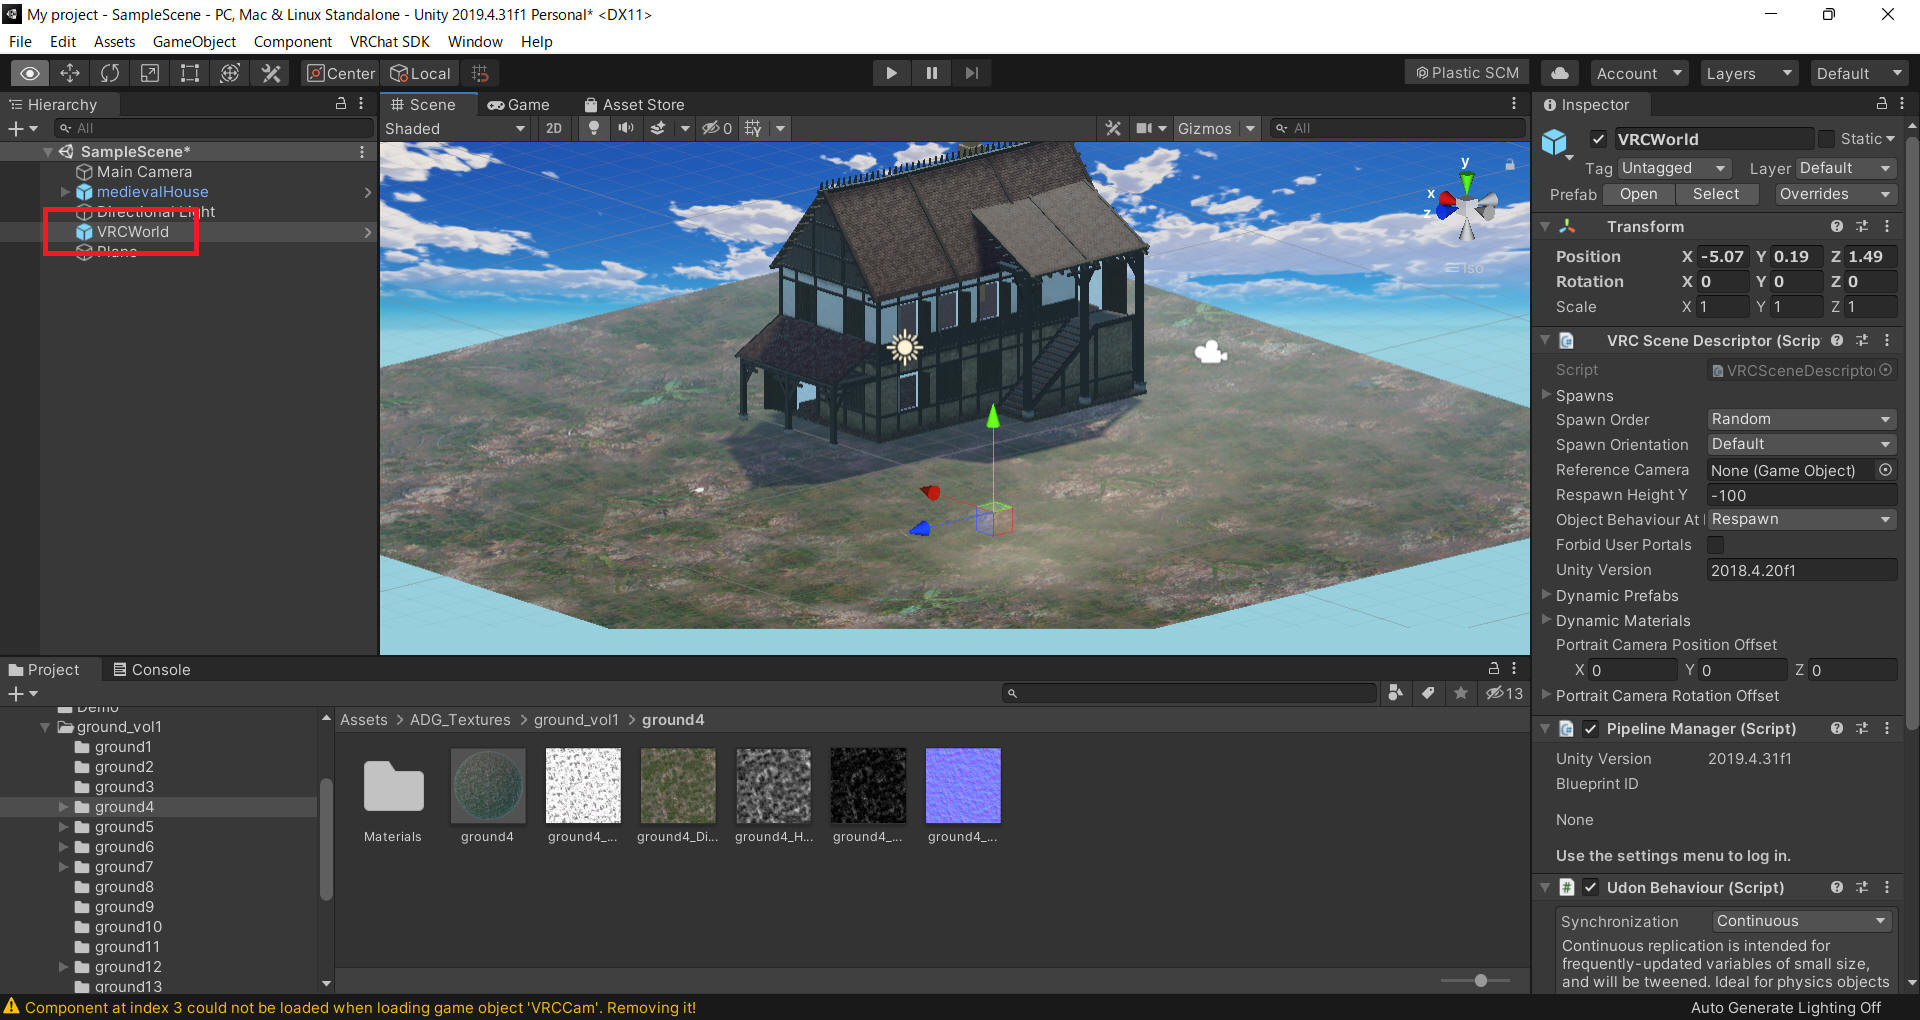 My project - SampleScene - PC, Mac & Linux Standalone - Unity 2019.4.31f1 Personal* <DX11>
File Edit Assets GameObject Component VRChat SDK Window Help
Center Local Plastic SCM Account Layers Default
Hierarchy
All
SampleScene*
Main Camera
medievalHouse
Directional Light
VRCWorld
Plane
Scene Game Asset Store
Shaded 2D 0 Gizmos All
y
x
z
Iso
Inspector
VRCWorld Static
Tag Untagged Layer Default
Prefab Open Select Overrides
Transform
Position X -5.07 Y 0.19 Z 1.49
Rotation X 0 Y 0 Z 0
Scale X 1 Y 1 Z 1
VRC Scene Descriptor (Scrip
Script VRCSceneDescriptor
Spawns
Spawn Order Random
Spawn Orientation Default
Reference Camera None (Game Object)
Respawn Height Y -100
Object Behaviour At Respawn
Forbid User Portals
Unity Version 2018.4.20f1
Dynamic Prefabs
Dynamic Materials
Portrait Camera Position Offset
X 0 Y 0 Z 0
Portrait Camera Rotation Offset
Pipeline Manager (Script)
Unity Version 2019.4.31f1
Blueprint ID
None
Use the settings menu to log in.
Udon Behaviour (Script)
Synchronization Continuous
Continuous replication is intended for
frequently-updated variables of small size,
and will be tweened. Ideal for physics objects
Project Console
13
Demo
ground_vol1
ground1
ground2
ground3
ground4
ground5
ground6
ground7
ground8
ground9
ground10
ground11
ground12
ground13
Assets > ADG_Textures > ground_vol1 > ground4
Materials ground4 ground4_... ground4_Di... ground4_H... ground4_... ground4_...
Component at index 3 could not be loaded when loading game object 'VRCCam'. Removing it!
Auto Generate Lighting Off